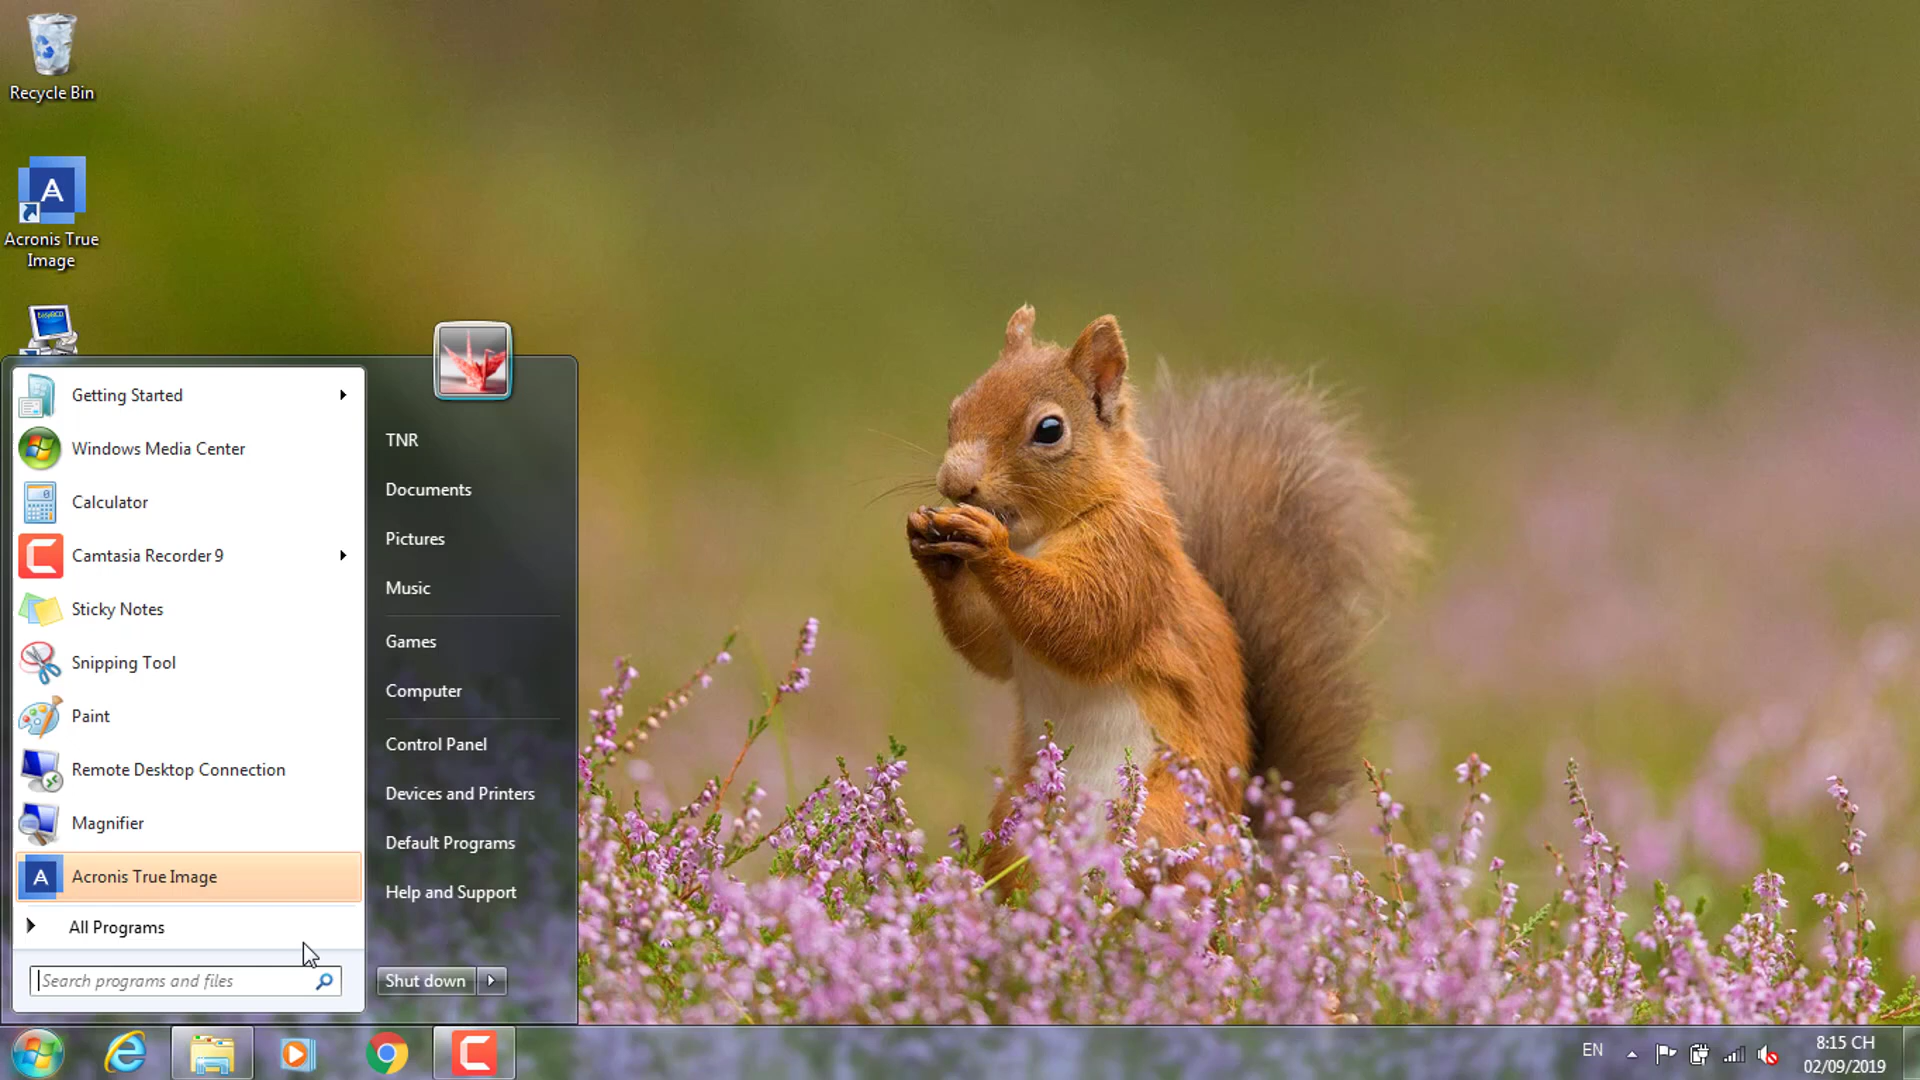 Recycle Bin
Acronis True
Image
EasyBCD
Getting Started
Windows Media Center
Calculator
Camtasia Recorder 9
Sticky Notes
Snipping Tool
Paint
Remote Desktop Connection
Magnifier
Acronis True Image
All Programs
Search programs and files
TNR
Documents
Pictures
Music
Games
Computer
Control Panel
Devices and Printers
Default Programs
Help and Support
Shut down
EN
8:15 CH
02/09/2019